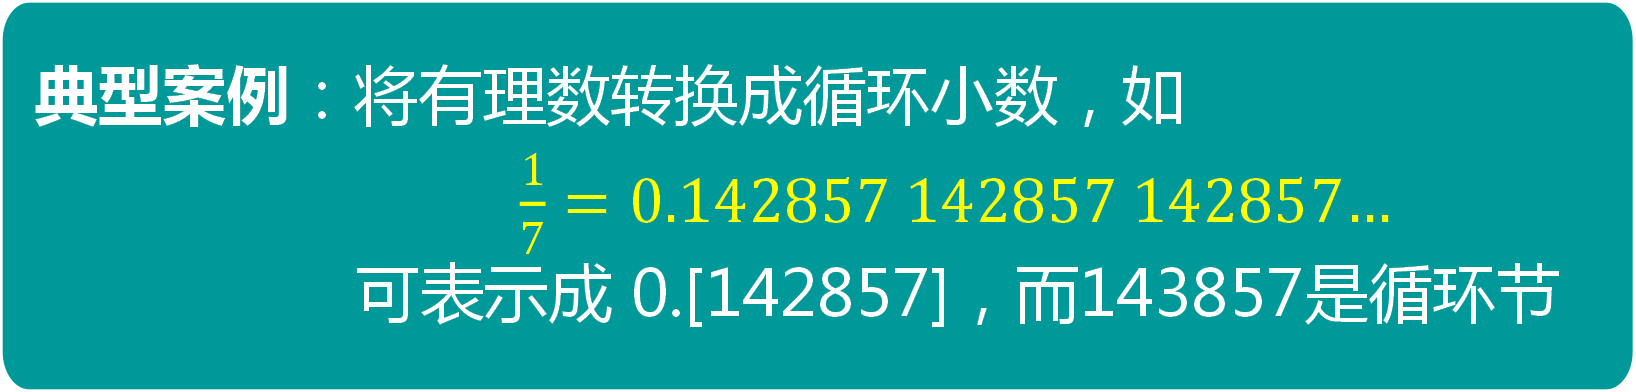 典型案例：将有理数转换成循环小数，如
1/7 = 0.142857 142857 142857…
可表示成 0.[142857]，而143857是循环节